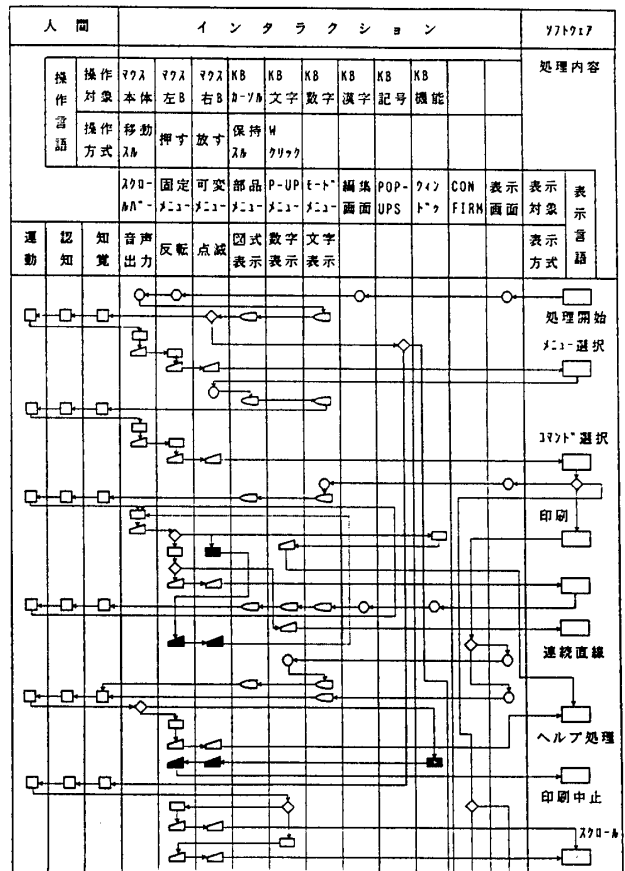 人間 インタラクション ソフトウェア
操作言語 操作対象 マウス本体 マウス左B マウス右B KBカーソル KB文字 KB数字 KB漢字 KB記号 KB機能 処理内容
操作方式 移動スル 押す 放す 保持スル Wクリック
スクロールバー 固定メニュー 可変メニュー 部品メニュー P-UPメニュー モードメニュー 編集画面 POP-UPS ウィンドウ CONFIRM 表示画面 表示対象 表示言語
運動 認知 知覚 音声出力 反転 点滅 図式表示 数字表示 文字表示 表示方式
処理開始
メニュー選択
コマンド選択
印刷
連続直線
ヘルプ処理
印刷中止
スクロール